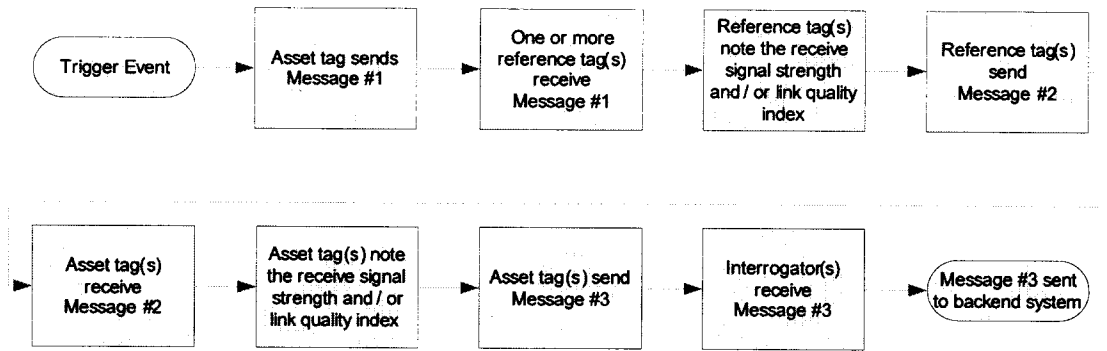 Trigger Event
Asset tag sends
Message #1
One or more
reference tag(s)
receive
Message #1
Reference tag(s)
note the receive
signal strength
and / or link quality
index
Reference tag(s)
send
Message #2
Asset tag(s)
receive
Message #2
Asset tag(s) note
the receive signal
strength and / or
link quality index
Asset tag(s) send
Message #3
Interrogator(s)
receive
Message #3
Message #3 sent
to backend system